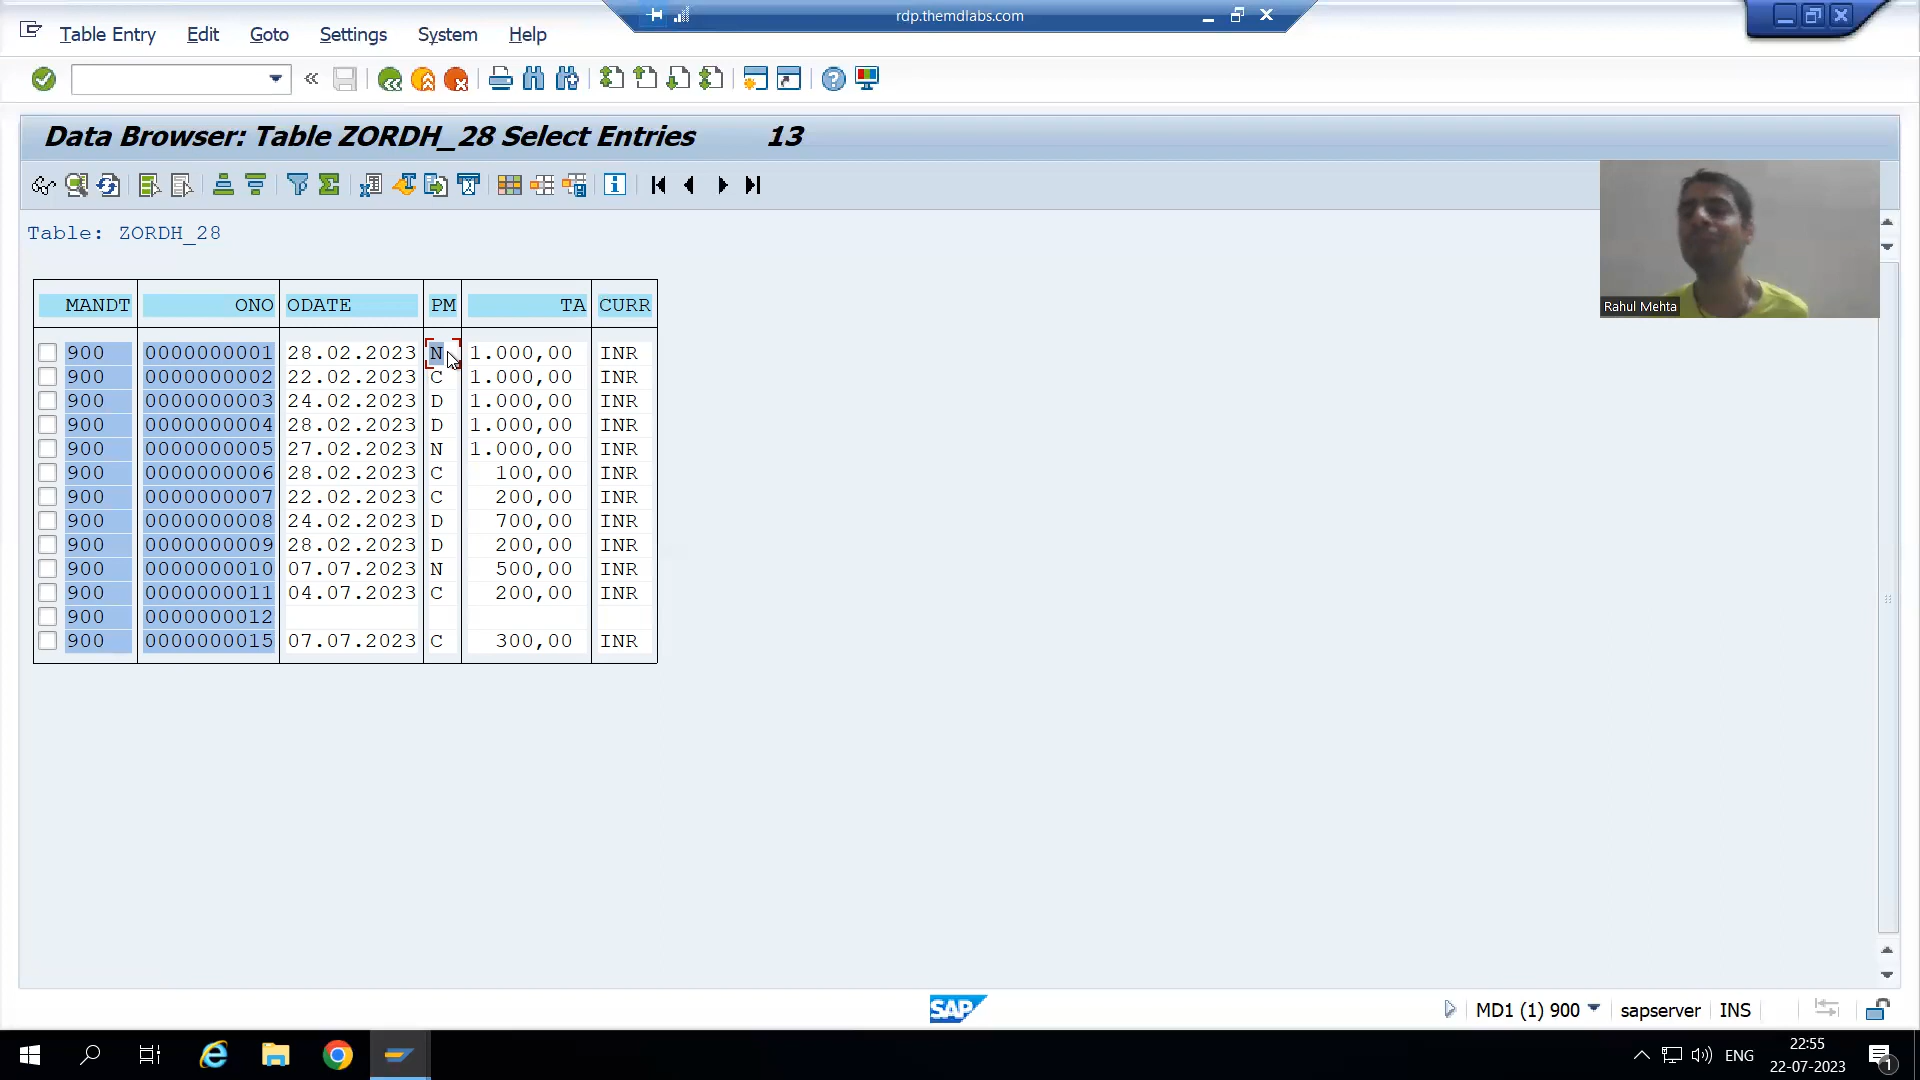 rdp.themdlabs.com
Table Entry Edit Goto Settings System Help
Data Browser: Table ZORDH_28 Select Entries 13
Table: ZORDH_28
Rahul Mehta
MANDT ONO ODATE PM TA CURR
900 0000000001 28.02.2023 N 1.000,00 INR
900 0000000002 22.02.2023 C 1.000,00 INR
900 0000000003 24.02.2023 D 1.000,00 INR
900 0000000004 28.02.2023 D 1.000,00 INR
900 0000000005 27.02.2023 N 1.000,00 INR
900 0000000006 28.02.2023 C 100,00 INR
900 0000000007 22.02.2023 C 200,00 INR
900 0000000008 24.02.2023 D 700,00 INR
900 0000000009 28.02.2023 D 200,00 INR
900 0000000010 07.07.2023 N 500,00 INR
900 0000000011 04.07.2023 C 200,00 INR
900 0000000012
900 0000000015 07.07.2023 C 300,00 INR
SAP MD1 (1) 900 sapserver INS
ENG 22:55
22-07-2023 1